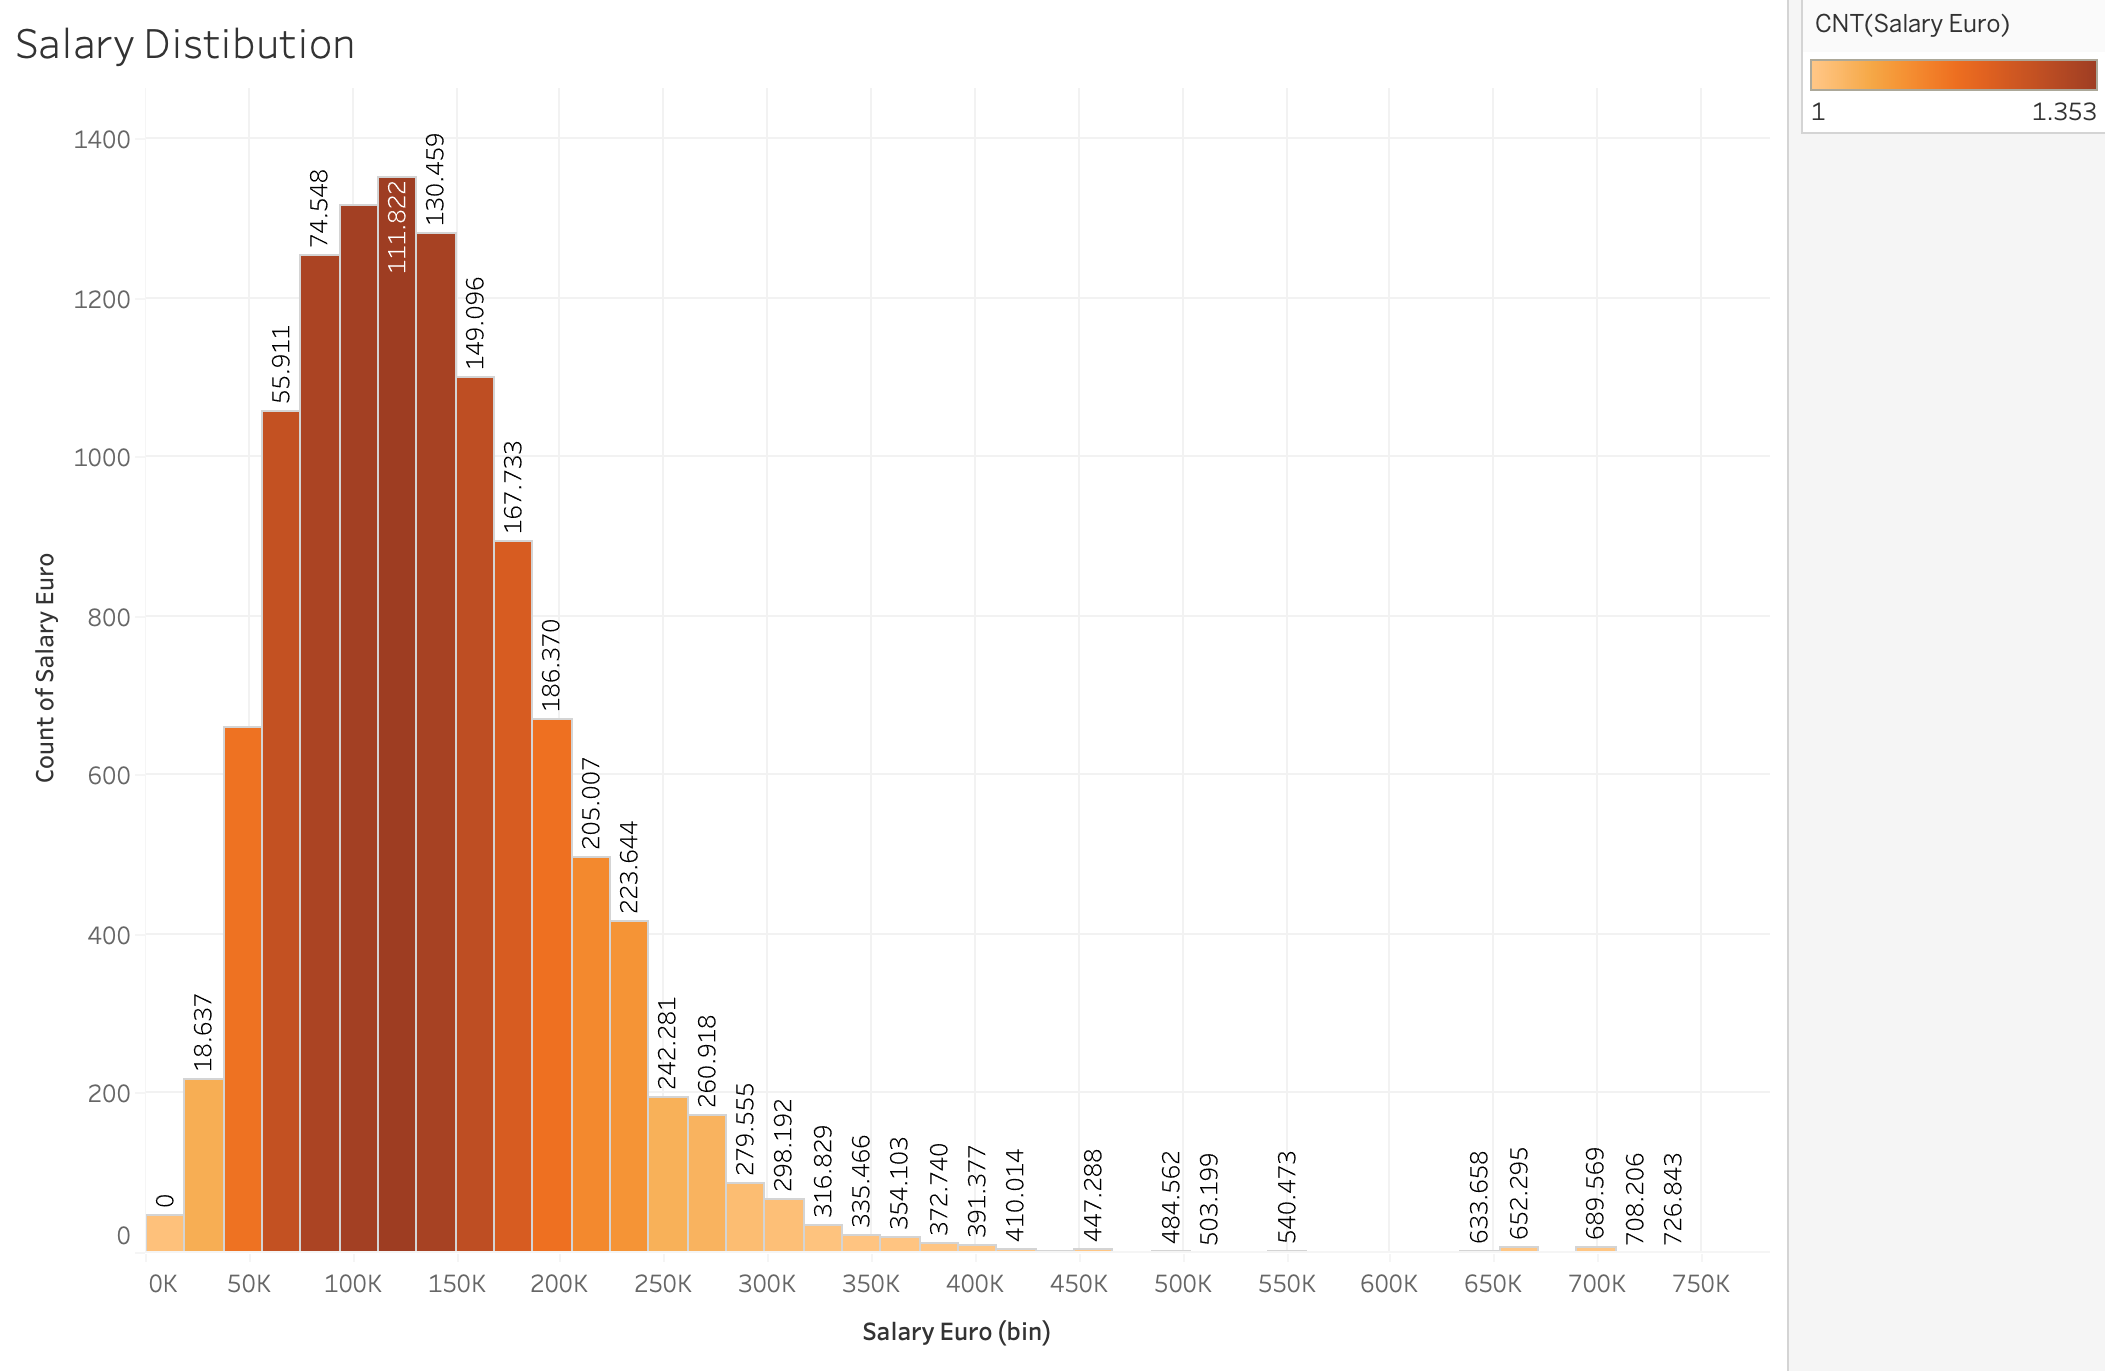 Salary Distibution
CNT(Salary Euro)
1
1.353
Count of Salary Euro
1400
1200
1000
800
600
400
200
0
0
18.637
55.911
74.548
111.822
130.459
149.096
167.733
186.370
205.007
223.644
242.281
260.918
279.555
298.192
316.829
335.466
354.103
372.740
391.377
410.014
447.288
484.562
503.199
540.473
633.658
652.295
689.569
708.206
726.843
0K
50K
100K
150K
200K
250K
300K
350K
400K
450K
500K
550K
600K
650K
700K
750K
Salary Euro (bin)